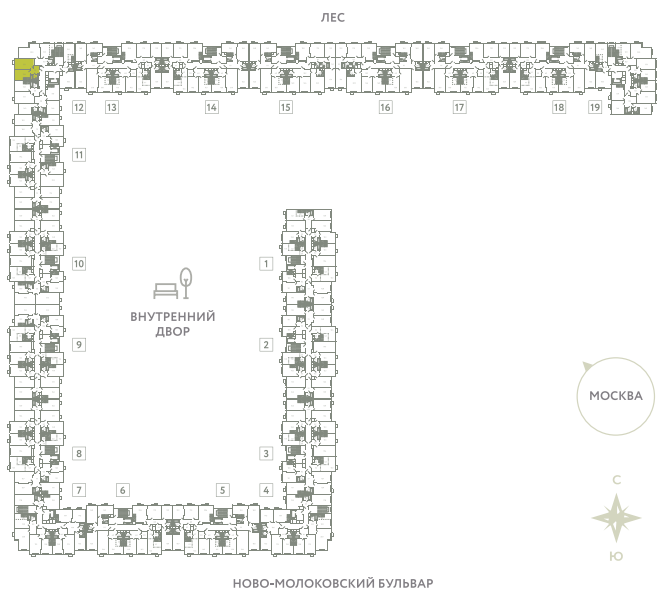 ЛЕС
12 13 14 15 16 17 18 19
11
10 1
ВНУТРЕННИЙ
ДВОР
9 2
МОСКВА
8 3
7 6 5 4
С
Ю
НОВО-МОЛОКОВСКИЙ БУЛЬВАР